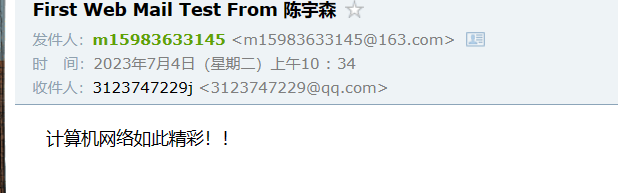 First Web Mail Test From 陈宇森
发件人：m15983633145 <m15983633145@163.com>
时　间：2023年7月4日（星期二）上午10：34
收件人：3123747229j <3123747229@qq.com>
计算机网络如此精彩！！